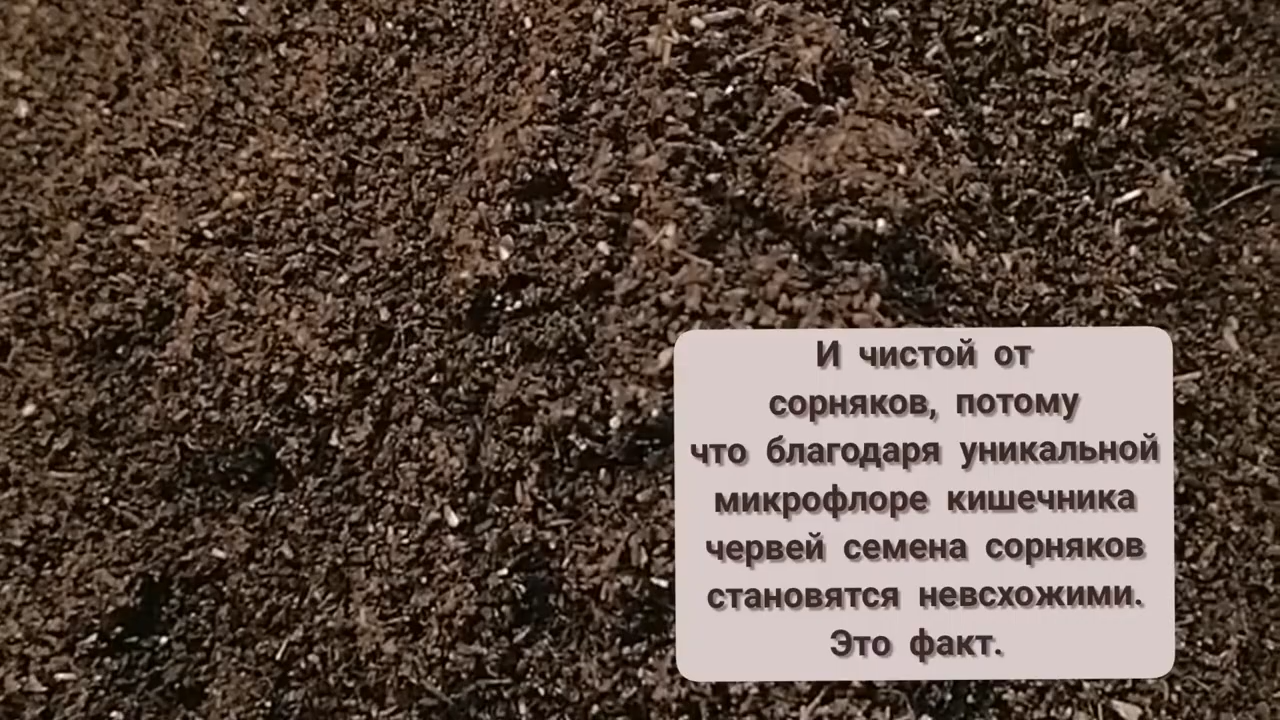 И чистой от
сорняков, потому
что благодаря уникальной
микрофлоре кишечника
червей семена сорняков
становятся невсхожими.
Это факт.